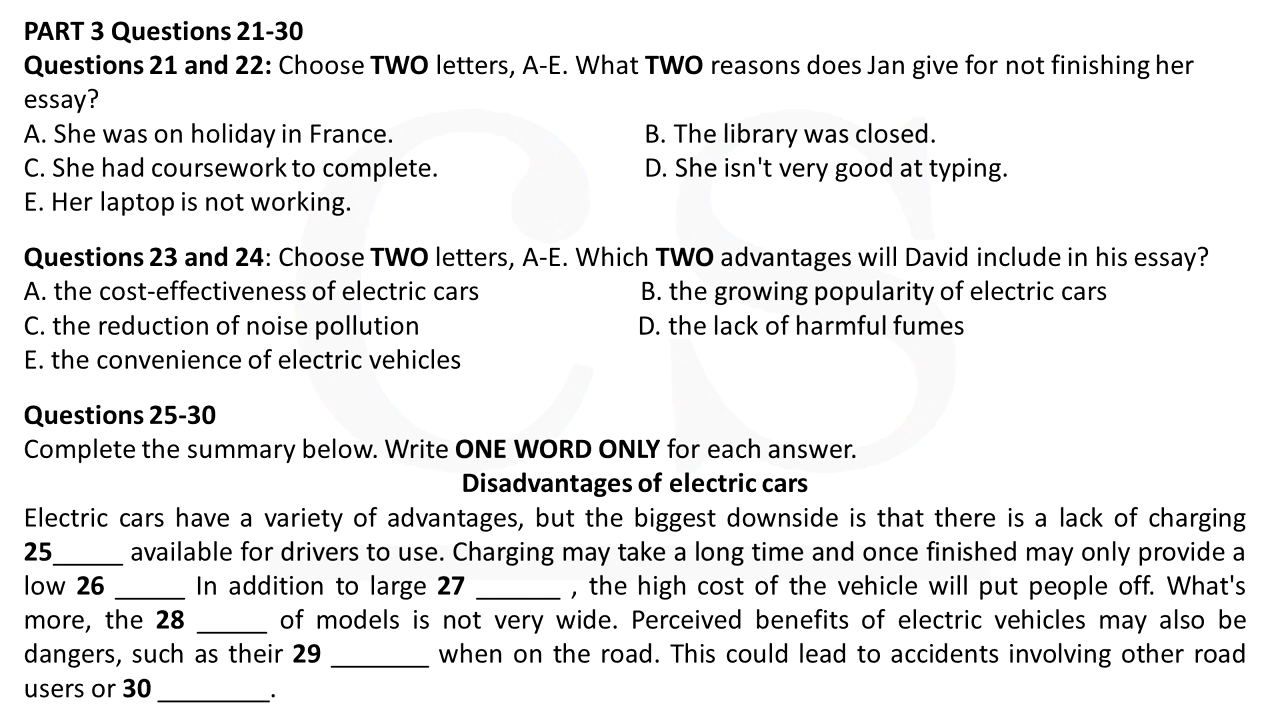 PART 3 Questions 21-30
Questions 21 and 22: Choose TWO letters, A-E. What TWO reasons does Jan give for not finishing her
essay?
A. She was on holiday in France. B. The library was closed.
C. She had coursework to complete. D. She isn't very good at typing.
E. Her laptop is not working.
Questions 23 and 24: Choose TWO letters, A-E. Which TWO advantages will David include in his essay?
A. the cost-effectiveness of electric cars B. the growing popularity of electric cars
C. the reduction of noise pollution D. the lack of harmful fumes
E. the convenience of electric vehicles
Questions 25-30
Complete the summary below. Write ONE WORD ONLY for each answer.
Disadvantages of electric cars
Electric cars have a variety of advantages, but the biggest downside is that there is a lack of charging
25_____ available for drivers to use. Charging may take a long time and once finished may only provide a
low 26 _____ In addition to large 27 ______ , the high cost of the vehicle will put people off. What's
more, the 28 _____ of models is not very wide. Perceived benefits of electric vehicles may also be
dangers, such as their 29 _______ when on the road. This could lead to accidents involving other road
users or 30 ________.
CS